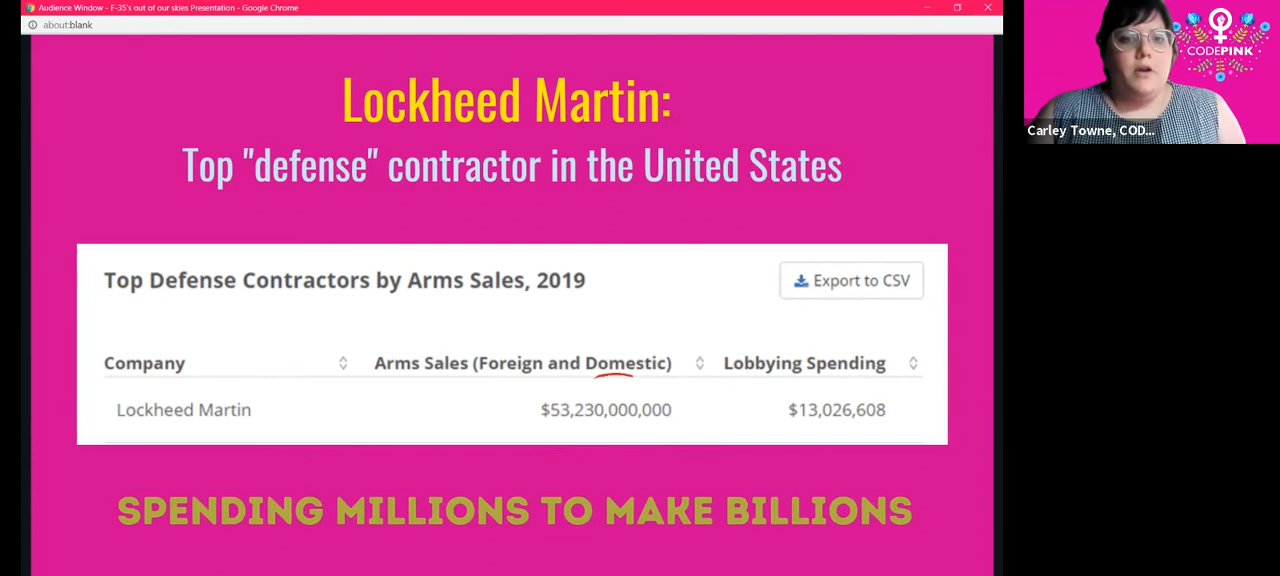 Audience Window - F-35's out of our skies Presentation - Google Chrome
about:blank
Lockheed Martin:
Top "defense" contractor in the United States
Top Defense Contractors by Arms Sales, 2019
Export to CSV
Company Arms Sales (Foreign and Domestic) Lobbying Spending
Lockheed Martin $53,230,000,000 $13,026,608
SPENDING MILLIONS TO MAKE BILLIONS
CODEPINK
Carley Towne, COD...